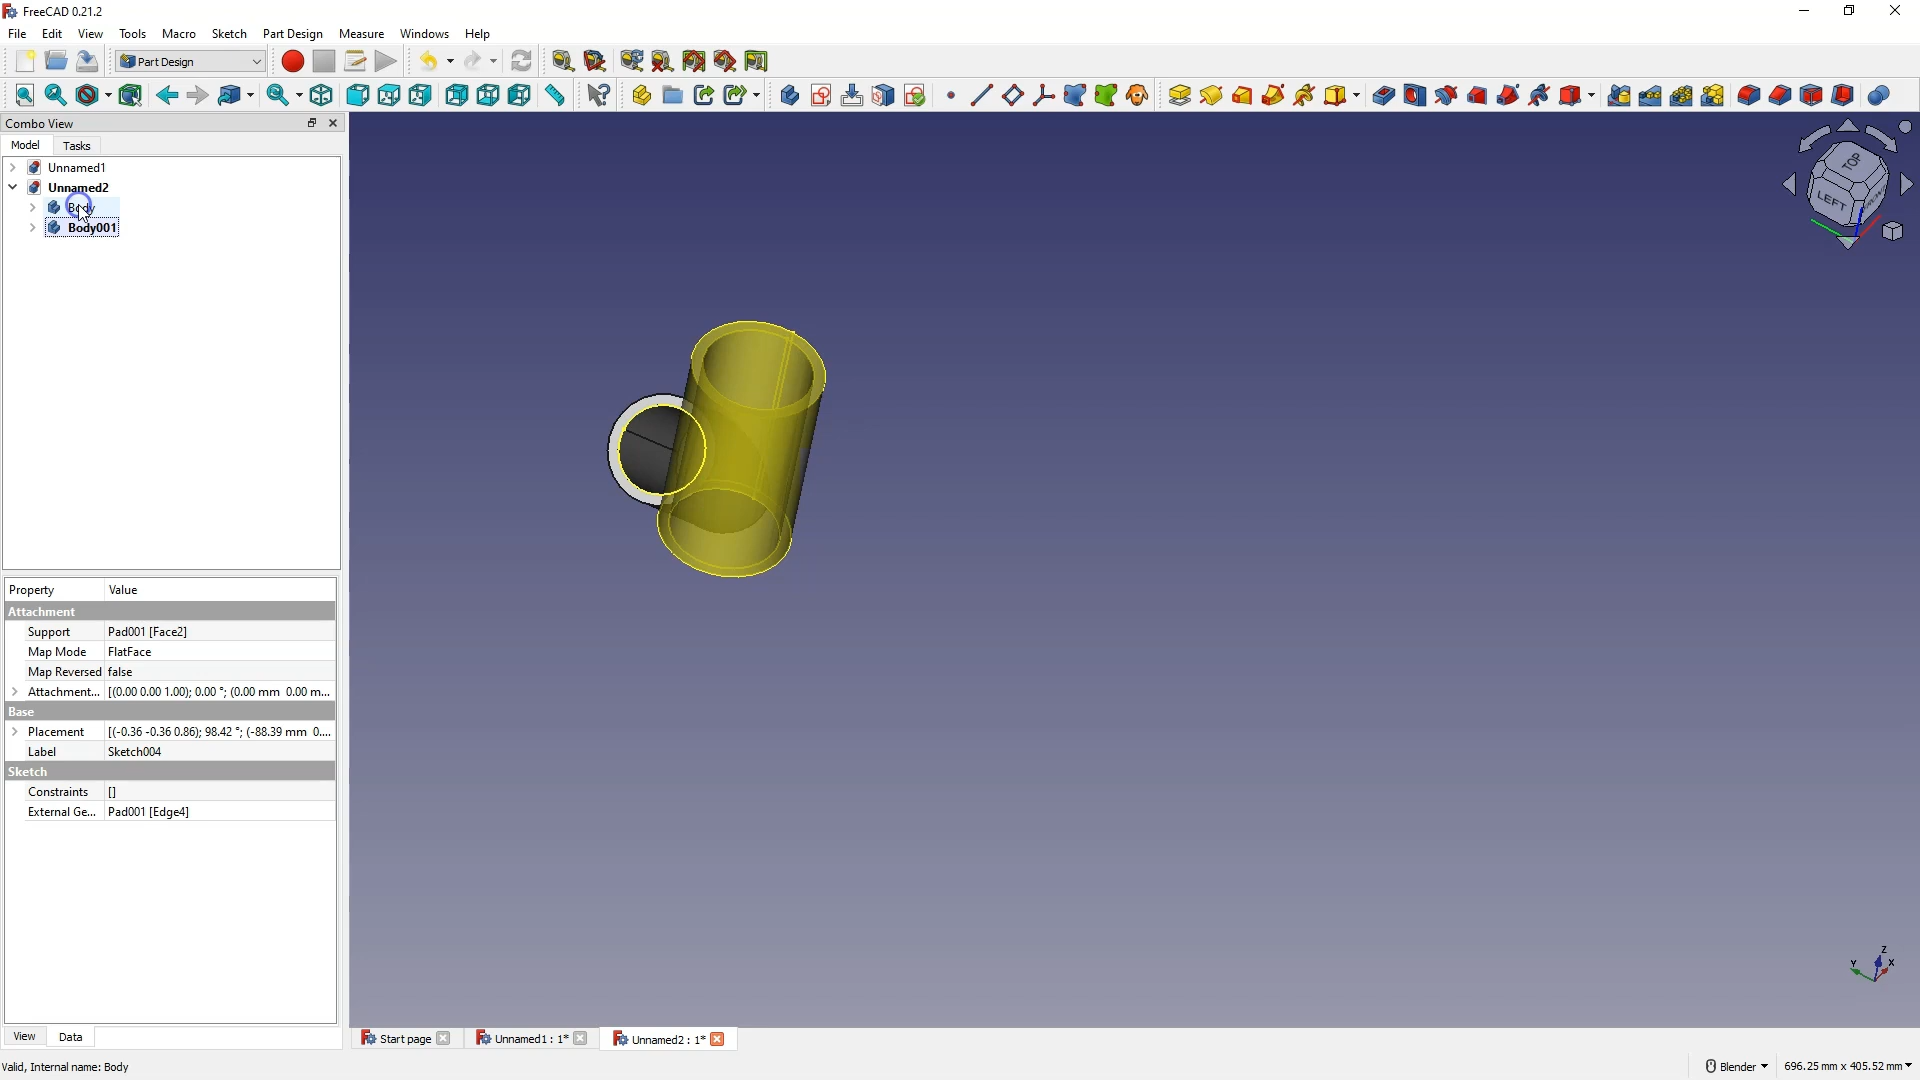 FreeCAD 0.21.2
File Edit View Tools Macro Sketch Part Design Measure Windows Help
Part Design
Combo View
Model Tasks
Unnamed1
Unnamed2
Body
Body001
TOP
LEFT
Property Value
Attachment
Support Pad001 [Face2]
Map Mode FlatFace
Map Reversed false
Attachment... [(0.00 0.00 1.00); 0.00 °; (0.00 mm 0.00 m...
Base
Placement [(-0.36 -0.36 0.86); 98.42 °; (-88.39 mm 0....
Label Sketch004
Sketch
Constraints []
External Ge... Pad001 [Edge4]
Z
Y X
View Data
Start page Unnamed1 : 1* Unnamed2 : 1*
Valid, Internal name: Body
Blender 696.25 mm x 405.52 mm